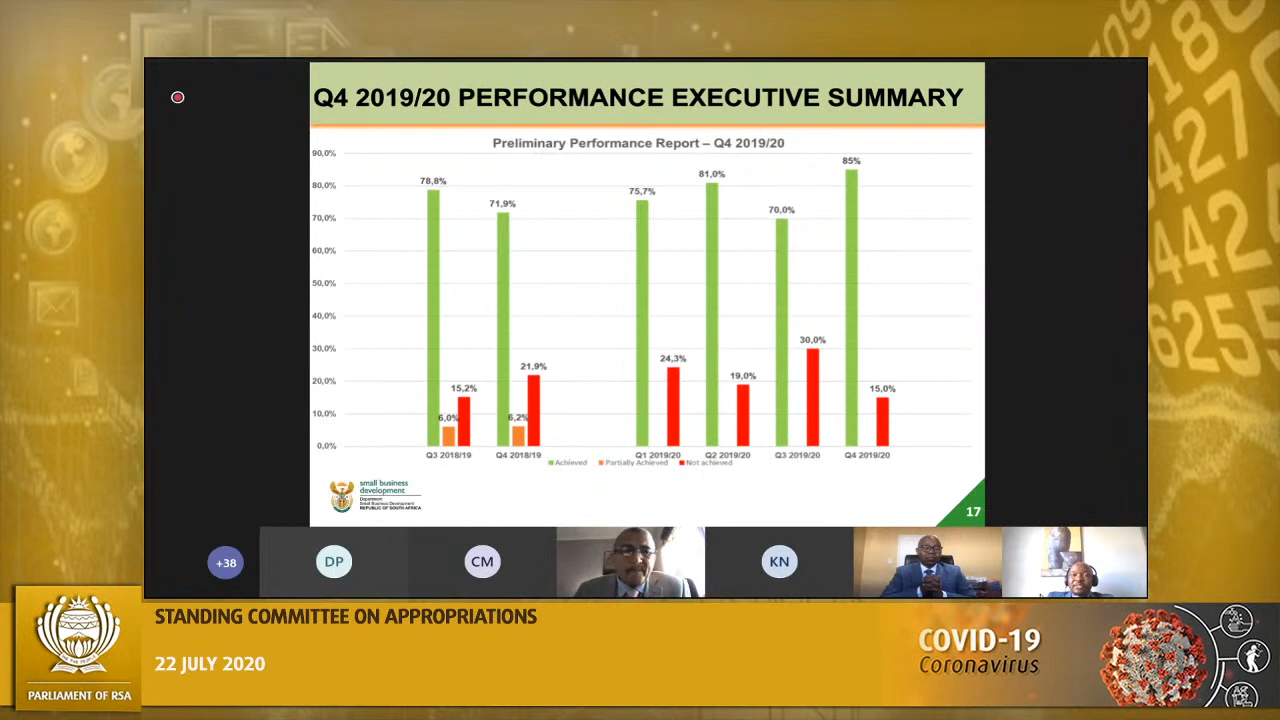 Q4 2019/20 PERFORMANCE EXECUTIVE SUMMARY
Preliminary Performance Report – Q4 2019/20
90,0%
80,0%
70,0%
60,0%
50,0%
40,0%
30,0%
20,0%
10,0%
0,0%
78,8%
6,0%
15,2%
71,9%
6,2%
21,9%
75,7%
24,3%
81,0%
19,0%
70,0%
30,0%
85%
15,0%
Q3 2018/19 Q4 2018/19 Q1 2019/20 Q2 2019/20 Q3 2019/20 Q4 2019/20
Achieved Partially Achieved Not achieved
small business
development
Department:
Small Business Development
REPUBLIC OF SOUTH AFRICA
17
+38
DP
CM
KN
STANDING COMMITTEE ON APPROPRIATIONS
22 JULY 2020
PARLIAMENT OF RSA
COVID-19
Coronavirus